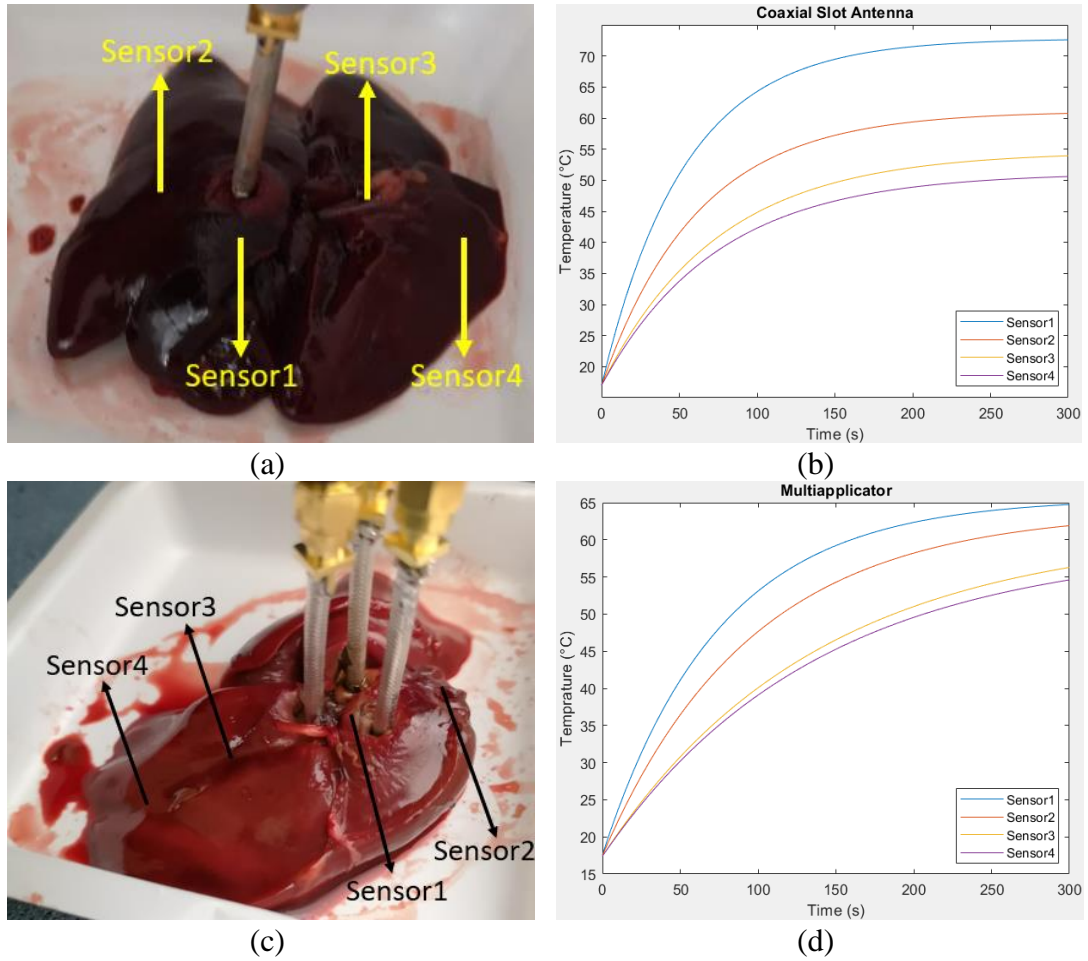 Sensor2
Sensor3
Sensor1
Sensor4
(a)
Coaxial Slot Antenna
Temperature (°C)
70
65
60
55
50
45
40
35
30
25
20
Sensor1
Sensor2
Sensor3
Sensor4
0 50 100 150 200 250 300
Time (s)
(b)
Sensor3
Sensor4
Sensor2
Sensor1
(c)
Multiapplicator
Temprature (°C)
65
60
55
50
45
40
35
30
25
20
15
Sensor1
Sensor2
Sensor3
Sensor4
0 50 100 150 200 250 300
Time (s)
(d)